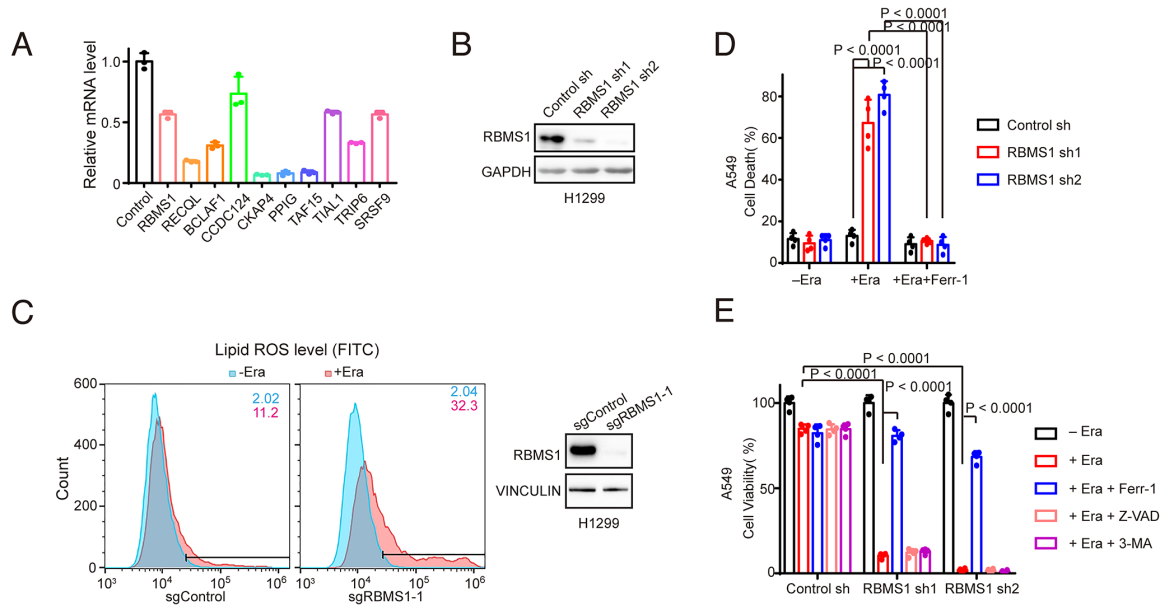 A
Relative mRNA level
1.0
0.5
0
Control
RBMS1
RECQL
BCLAF1
CCDC124
CKAP4
PPIG
TAF15
TIAL1
TRIP6
SRSF9
B
Control sh
RBMS1 sh1
RBMS1 sh2
RBMS1
GAPDH
H1299
C
Lipid ROS level (FITC)
-Era
+Era
Count
600
400
200
0
2.02
11.2
2.04
32.3
10³ 10⁴ 10⁵ 10⁶
10³ 10⁴ 10⁵ 10⁶
sgControl
sgRBMS1-1
sgControl
sgRBMS1-1
RBMS1
VINCULIN
H1299
D
P < 0.0001
P < 0.0001
P < 0.0001
P < 0.0001
A549
Cell Death( %)
80
60
40
20
0
–Era
+Era
+Era+Ferr-1
Control sh
RBMS1 sh1
RBMS1 sh2
E
P < 0.0001
P < 0.0001
P < 0.0001
P < 0.0001
A549
Cell Viability( %)
100
50
0
Control sh
RBMS1 sh1
RBMS1 sh2
– Era
+ Era
+ Era + Ferr-1
+ Era + Z-VAD
+ Era + 3-MA